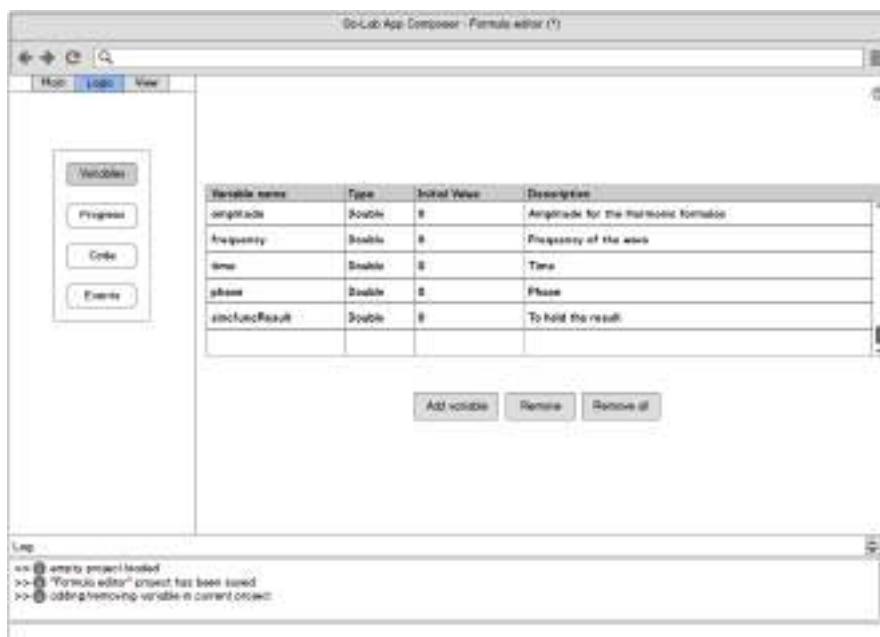 Go-Lab App Composer - Formula editor (*)
Main Logic View
Variables
Progress
Code
Events
Variable name Type Initial Value Description
amplitude Double 0 Amplitude for the Harmonic formulas
frequency Double 0 Frequency of the wave
time Double 0 Time
phase Double 0 Phase
Double 0 To hold the result
Add variable Remove Remove all
Log
>> empty project loaded
>> "Formula editor" project has been saved
>> adding/removing variable in current project